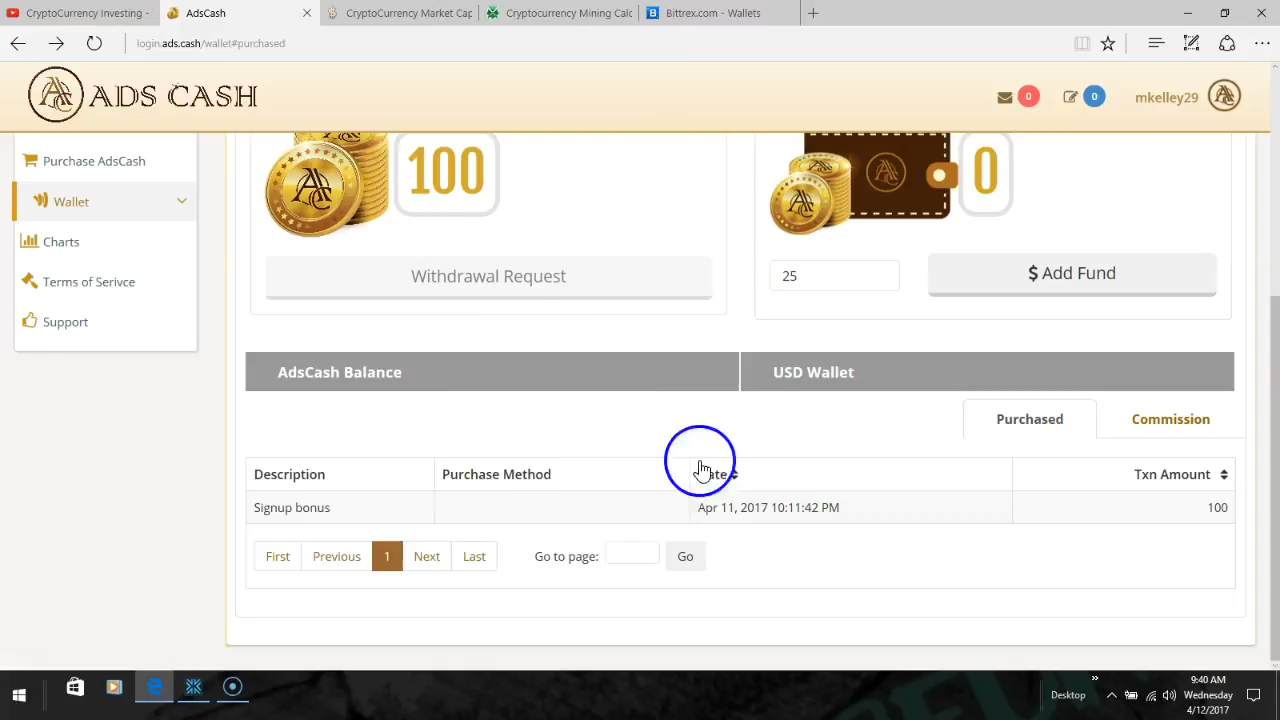 CryptoCurrency Investing -
AdsCash
CryptoCurrency Market Cap
Cryptocurrency Mining Calc
Bittrex.com - Wallets
login.ads.cash/wallet#purchased
ADS CASH
0
0
mkelley29
Purchase AdsCash
Wallet
Charts
Terms of Serivce
Support
100
0
Withdrawal Request
25
$ Add Fund
AdsCash Balance
USD Wallet
Purchased
Commission
Description Purchase Method Date Txn Amount
Signup bonus Apr 11, 2017 10:11:42 PM 100
First Previous 1 Next Last Go to page: Go
Desktop
9:40 AM
Wednesday
4/12/2017